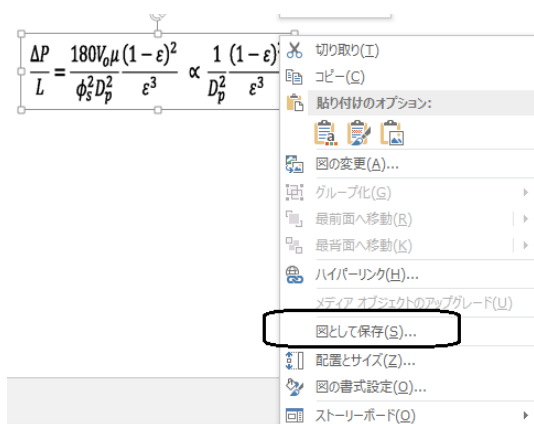 ΔP/L = 180V₀μ/ϕₛ²Dₚ² (1−ε)²/ε³ ∝ 1/Dₚ² (1−ε)²/ε³
切り取り(T)
コピー(C)
貼り付けのオプション:
図の変更(A)...
グループ化(G)
最前面へ移動(R)
最背面へ移動(K)
ハイパーリンク(H)...
メディア オブジェクトのアップグレード(U)
図として保存(S)...
配置とサイズ(Z)...
図の書式設定(O)...
ストーリーボード(O)